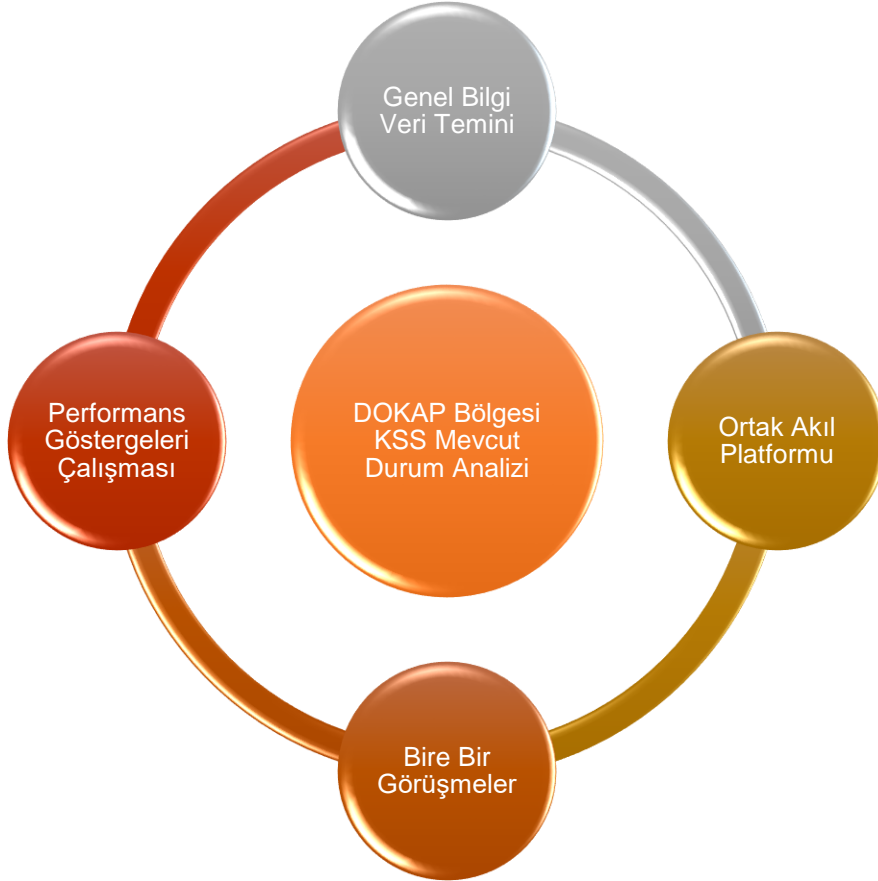 Genel Bilgi
Veri Temini
Performans
Göstergeleri
Çalışması
DOKAP Bölgesi
KSS Mevcut
Durum Analizi
Ortak Akıl
Platformu
Bire Bir
Görüşmeler